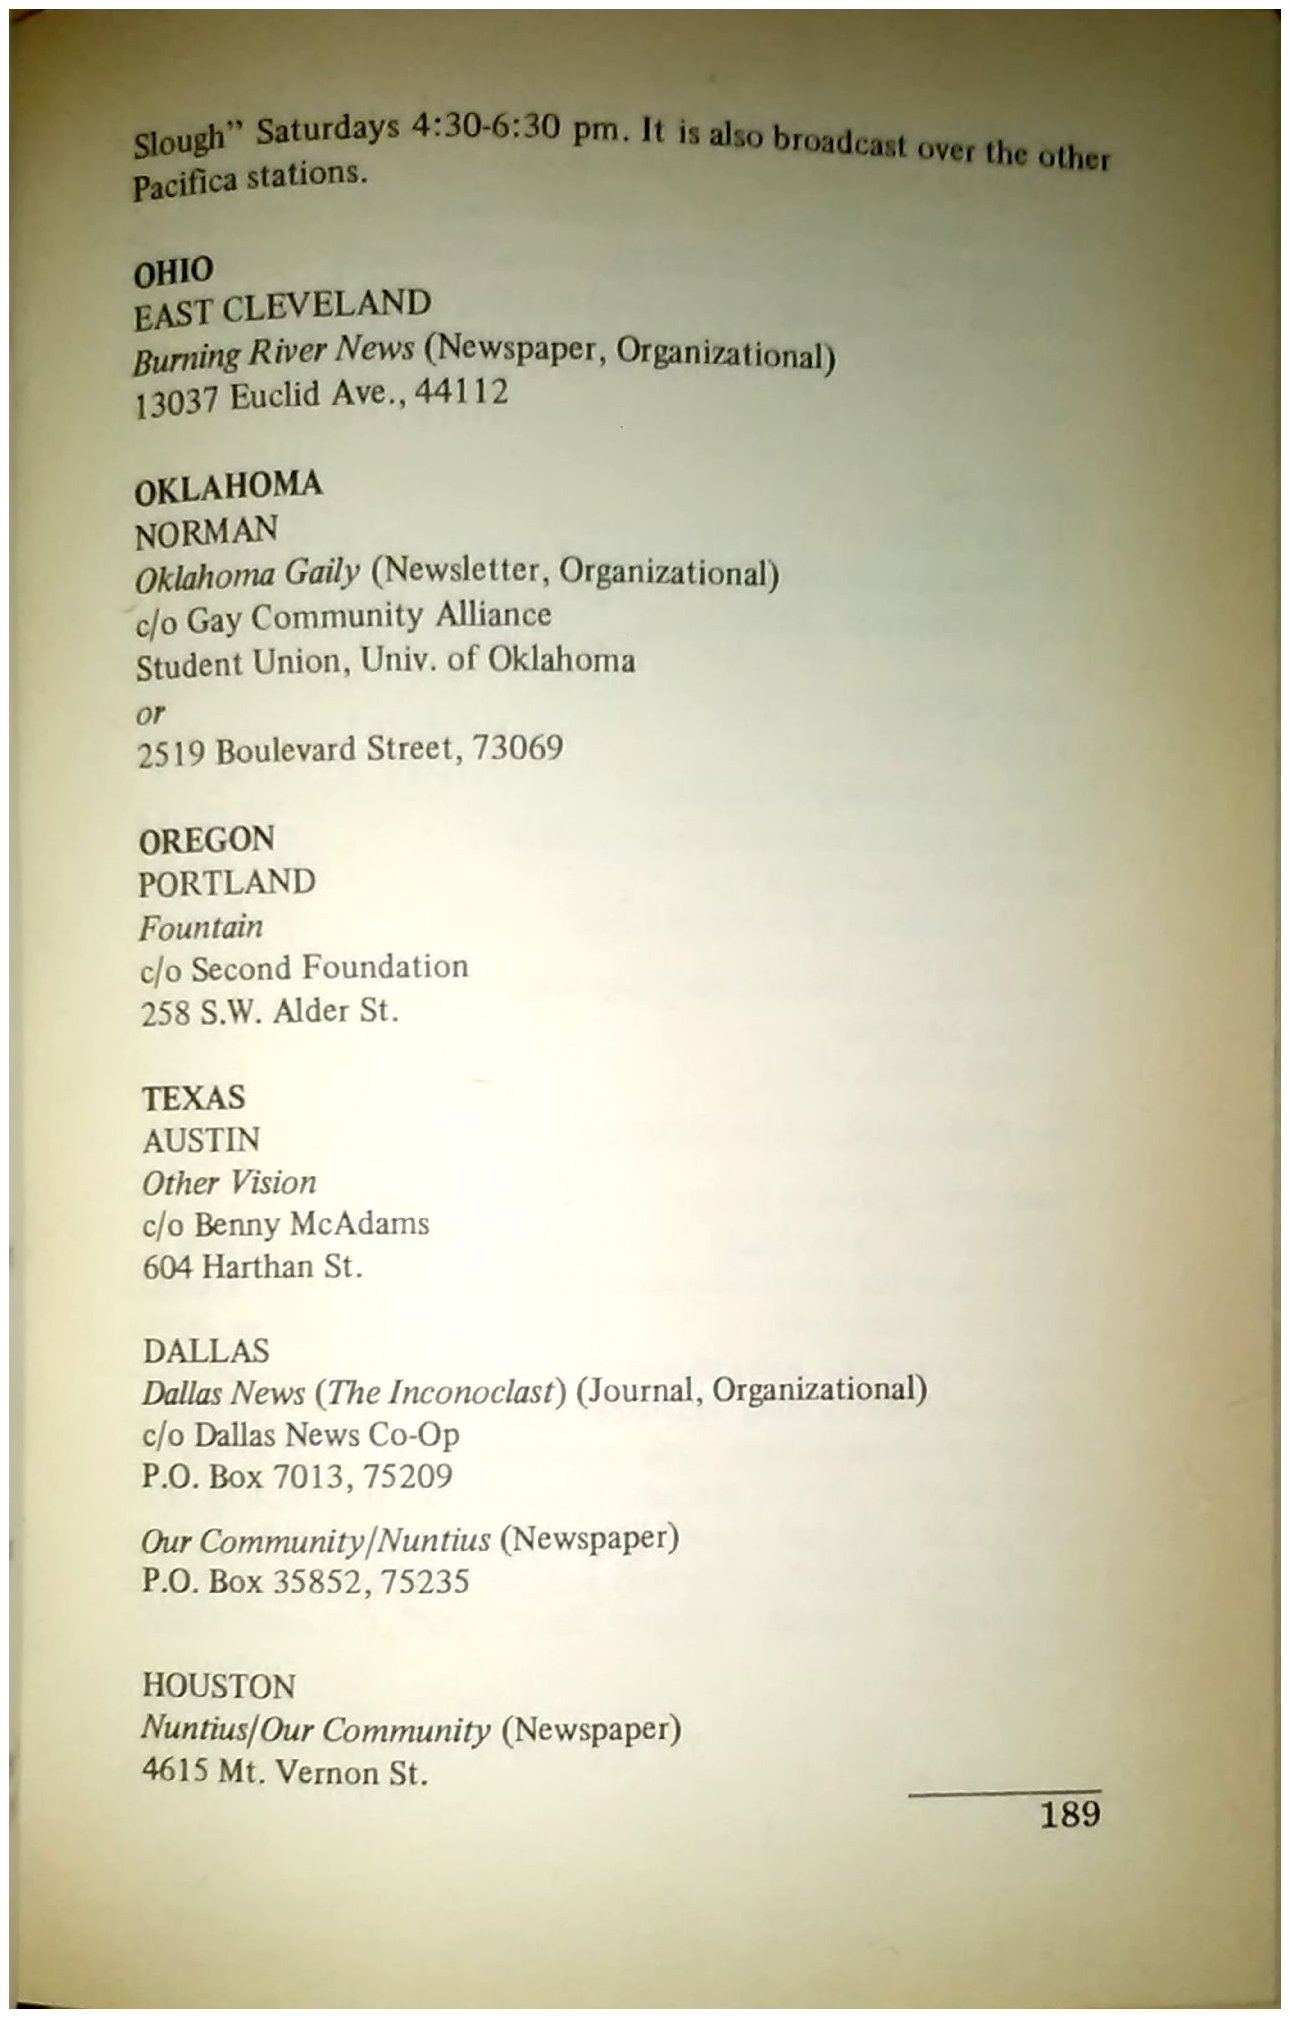 Slough” Saturdays 4:30-6:30 pm. It is also broadcast over the other
Pacifica stations.
OHIO
EAST CLEVELAND
Burning River News (Newspaper, Organizational)
13037 Euclid Ave., 44112
OKLAHOMA
NORMAN
Oklahoma Gaily (Newsletter, Organizational)
c/o Gay Community Alliance
Student Union, Univ. of Oklahoma
or
2519 Boulevard Street, 73069
OREGON
PORTLAND
Fountain
c/o Second Foundation
258 S.W. Alder St.
TEXAS
AUSTIN
Other Vision
c/o Benny McAdams
604 Harthan St.
DALLAS
Dallas News (The Inconoclast) (Journal, Organizational)
c/o Dallas News Co-Op
P.O. Box 7013, 75209
Our Community/Nuntius (Newspaper)
P.O. Box 35852, 75235
HOUSTON
Nuntius/Our Community (Newspaper)
4615 Mt. Vernon St.
189